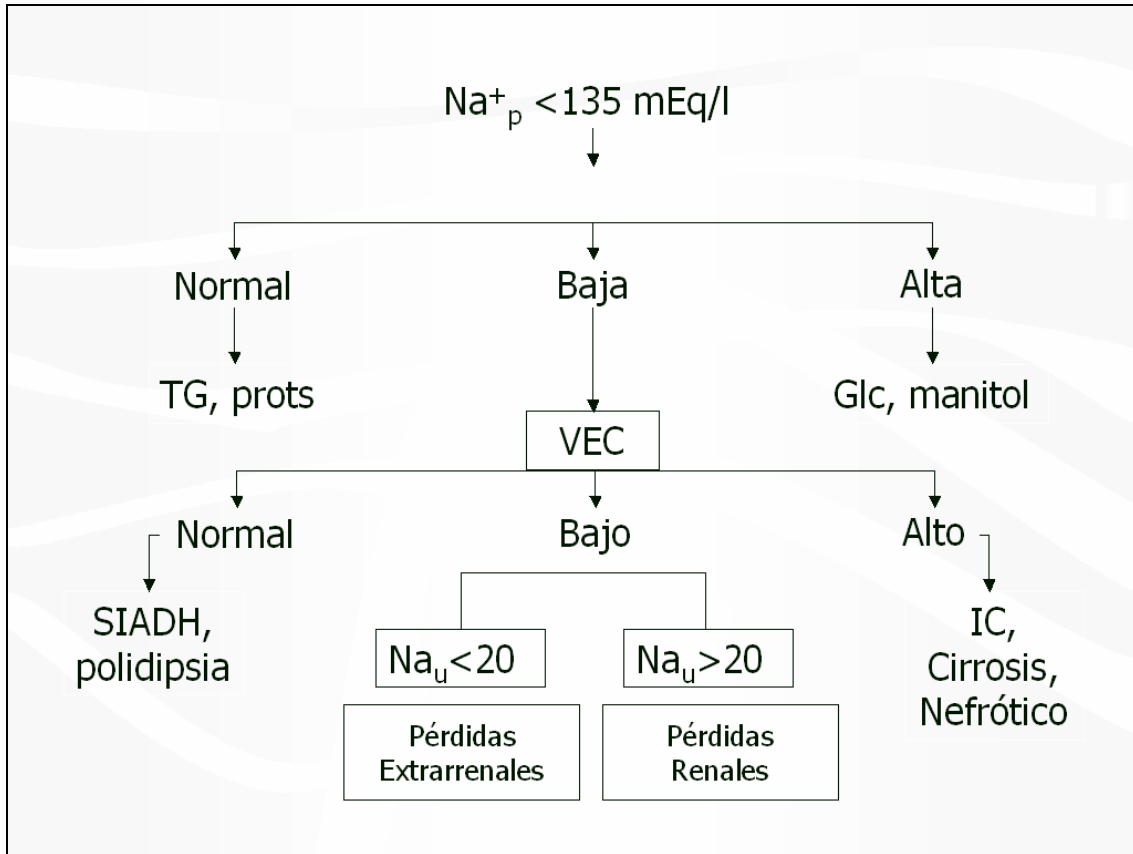 Na⁺ₚ <135 mEq/l
Normal
Baja
Alta
TG, prots
Glc, manitol
VEC
Normal
Bajo
Alto
SIADH,
polidipsia
Naᵤ<20
Naᵤ>20
IC,
Cirrosis,
Nefrótico
Pérdidas
Extrarrenales
Pérdidas
Renales